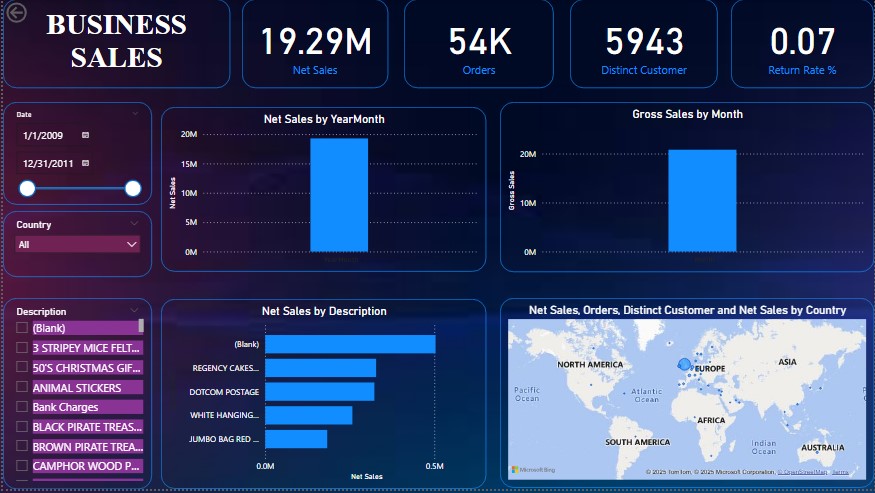 BUSINESS
SALES
19.29M
Net Sales
54K
Orders
5943
Distinct Customer
0.07
Return Rate %
Date
1/1/2009
12/31/2011
Net Sales by YearMonth
20M
15M
10M
5M
0M
Net Sales
Gross Sales by Month
20M
10M
0M
Gross Sales
Country
All
Description
(Blank)
3 STRIPEY MICE FELT...
50'S CHRISTMAS GIF...
ANIMAL STICKERS
Bank Charges
BLACK PIRATE TREAS...
BROWN PIRATE TREA...
CAMPHOR WOOD P...
Net Sales by Description
(Blank)
REGENCY CAKES...
DOTCOM POSTAGE
WHITE HANGING...
JUMBO BAG RED ...
0.0M
0.5M
Net Sales
Net Sales, Orders, Distinct Customer and Net Sales by Country
NORTH AMERICA
EUROPE
ASIA
Pacific
Ocean
Atlantic
Ocean
AFRICA
SOUTH AMERICA
Indian
Ocean
AUSTRALIA
Microsoft Bing
© 2025 TomTom, © 2025 Microsoft Corporation, © OpenStreetMap Terms